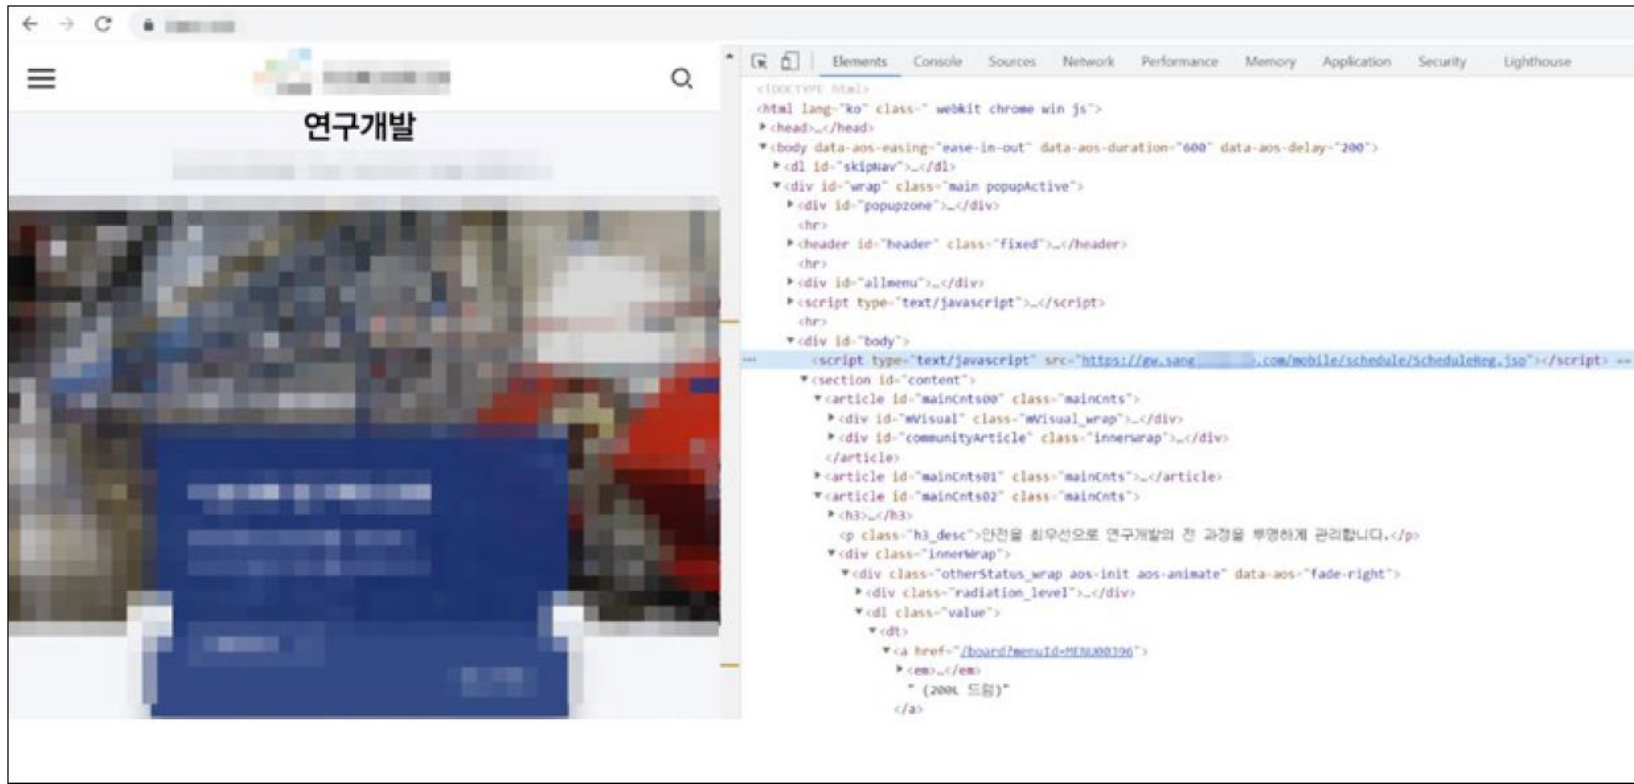 연구개발
Elements Console Sources Network Performance Memory Application Security Lighthouse
<!DOCTYPE html>
<html lang="ko" class=" webkit chrome win js">
▶<head>…</head>
▼<body data-aos-easing="ease-in-out" data-aos-duration="600" data-aos-delay="200">
▶<dl id="skipNav">…</dl>
▼<div id="wrap" class="main popupActive">
▶<div id="popupzone">…</div>
<hr>
▶<header id="header" class="fixed">…</header>
<hr>
▶<div id="allmenu">…</div>
▶<script type="text/javascript">…</script>
<hr>
▼<div id="body">
<script type="text/javascript" src="https://gw.sang .com/mobile/schedule/ScheduleReg.jsp"></script> ==
▼<section id="content">
▼<article id="mainCnts00" class="mainCnts">
▶<div id="mVisual" class="mVisual_wrap">…</div>
▶<div id="communityArticle" class="innerWrap">…</div>
</article>
▶<article id="mainCnts01" class="mainCnts">…</article>
▼<article id="mainCnts02" class="mainCnts">
▶<h3>…</h3>
<p class="h3_desc">안전을 최우선으로 연구개발의 전 과정을 투명하게 관리합니다.</p>
▼<div class="innerWrap">
▼<div class="otherStatus_wrap aos-init aos-animate" data-aos="fade-right">
▶<div class="radiation_level">…</div>
▼<dl class="value">
▼<dt>
▼<a href="/board?menuId=MENU00396">
▶<em>…</em>
" (200L 드럼)"
</a>